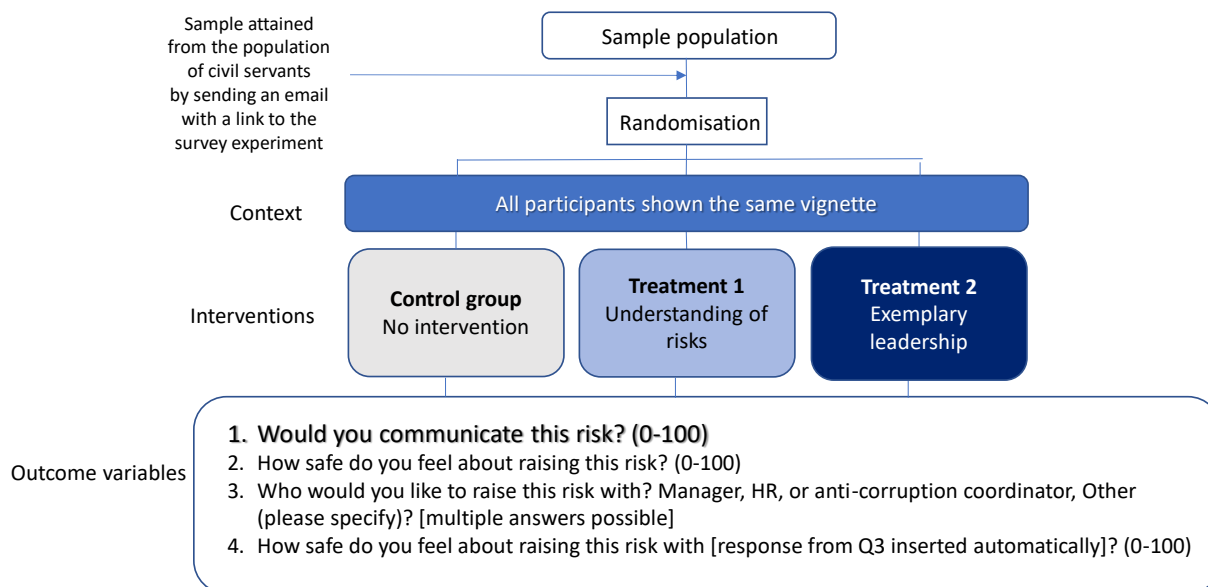 Sample attained
from the population
of civil servants
by sending an email
with a link to the
survey experiment
Sample population
Randomisation
Context
All participants shown the same vignette
Interventions
Control group
No intervention
Treatment 1
Understanding of
risks
Treatment 2
Exemplary
leadership
Outcome variables
1. Would you communicate this risk? (0-100)
2. How safe do you feel about raising this risk? (0-100)
3. Who would you like to raise this risk with? Manager, HR, or anti-corruption coordinator, Other
(please specify)? [multiple answers possible]
4. How safe do you feel about raising this risk with [response from Q3 inserted automatically]? (0-100)